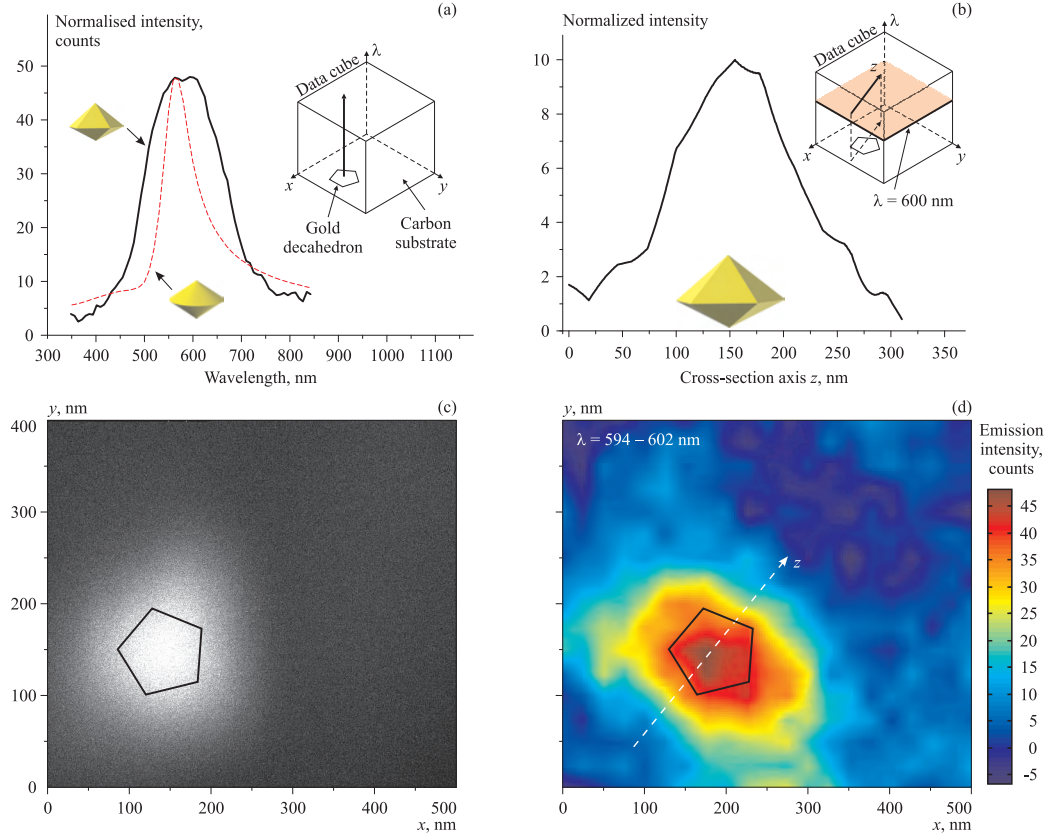 (a)
Normalised intensity,
counts
50
40
30
20
10
0
300 400 500 600 700 800 900 1000 1100
Wavelength, nm
Data cube
λ
x
y
Gold
decahedron
Carbon
substrate
(b)
Normalized intensity
10
8
6
4
2
0
0 50 100 150 200 250 300 350
Cross-section axis z, nm
Data cube
λ
z
x
y
λ = 600 nm
(c)
y, nm
400
300
200
100
0
0 100 200 300 400 500
x, nm
(d)
y, nm
λ = 594 – 602 nm
z
0 100 200 300 400 500
x, nm
Emission
intensity,
counts
45
40
35
30
25
20
15
10
5
0
-5